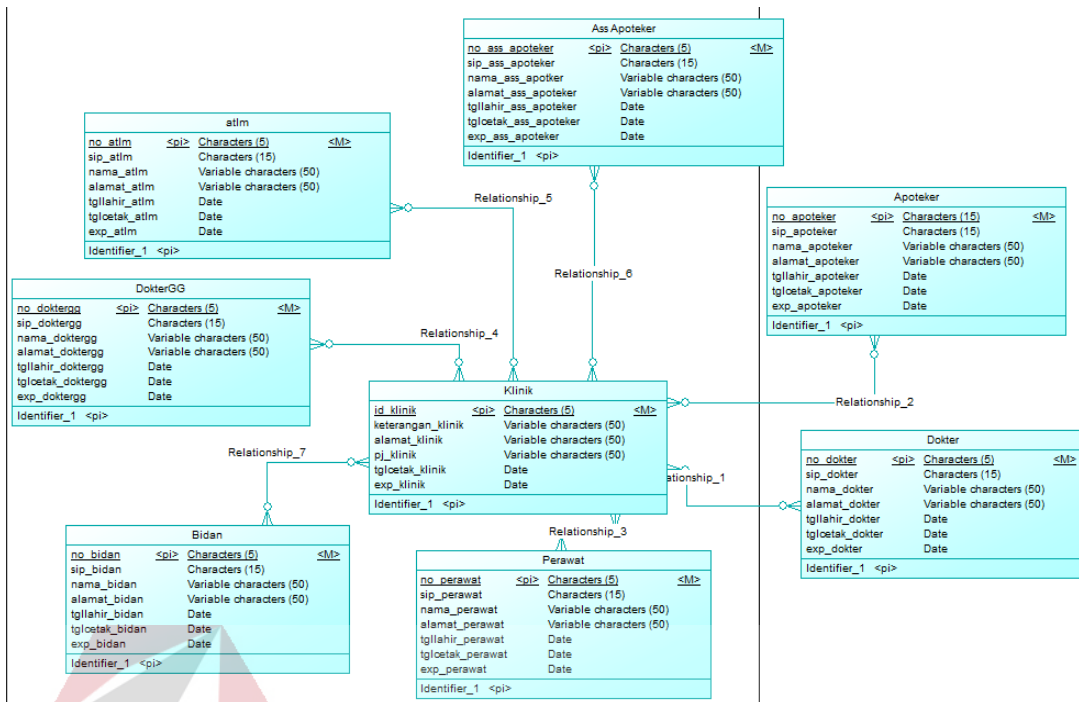 Ass Apoteker
no_ass_apoteker <pi> Characters (5) <M>
sip_ass_apoteker Characters (15)
nama_ass_apotker Variable characters (50)
alamat_ass_apoteker Variable characters (50)
tgllahir_ass_apoteker Date
tglcetak_ass_apoteker Date
exp_ass_apoteker Date
Identifier_1 <pi>
atlm
no_atlm <pi> Characters (5) <M>
sip_atlm Characters (15)
nama_atlm Variable characters (50)
alamat_atlm Variable characters (50)
tgllahir_atlm Date
tglcetak_atlm Date
exp_atlm Date
Identifier_1 <pi>
Relationship_5
Apoteker
no_apoteker <pi> Characters (15) <M>
sip_apoteker Characters (15)
nama_apoteker Variable characters (50)
alamat_apoteker Variable characters (50)
tgllahir_apoteker Date
tglcetak_apoteker Date
exp_apoteker Date
Identifier_1 <pi>
Relationship_6
DokterGG
no_doktergg <pi> Characters (5) <M>
sip_doktergg Characters (15)
nama_doktergg Variable characters (50)
alamat_doktergg Variable characters (50)
tgllahir_doktergg Date
tglcetak_doktergg Date
exp_doktergg Date
Identifier_1 <pi>
Relationship_4
Klinik
id_klinik <pi> Characters (5) <M>
keterangan_klinik Variable characters (50)
alamat_klinik Variable characters (50)
pj_klinik Variable characters (50)
tglcetak_klinik Date
exp_klinik Date
Identifier_1 <pi>
Relationship_2
Dokter
no_dokter <pi> Characters (5) <M>
sip_dokter Characters (15)
nama_dokter Variable characters (50)
alamat_dokter Variable characters (50)
tgllahir_dokter Date
tglcetak_dokter Date
exp_dokter Date
Identifier_1 <pi>
Relationship_7
ationship_1
Bidan
no_bidan <pi> Characters (5) <M>
sip_bidan Characters (15)
nama_bidan Variable characters (50)
alamat_bidan Variable characters (50)
tgllahir_bidan Date
tglcetak_bidan Date
exp_bidan Date
Identifier_1 <pi>
Relationship_3
Perawat
no_perawat <pi> Characters (5) <M>
sip_perawat Characters (15)
nama_perawat Variable characters (50)
alamat_perawat Variable characters (50)
tgllahir_perawat Date
tglcetak_perawat Date
exp_perawat Date
Identifier_1 <pi>